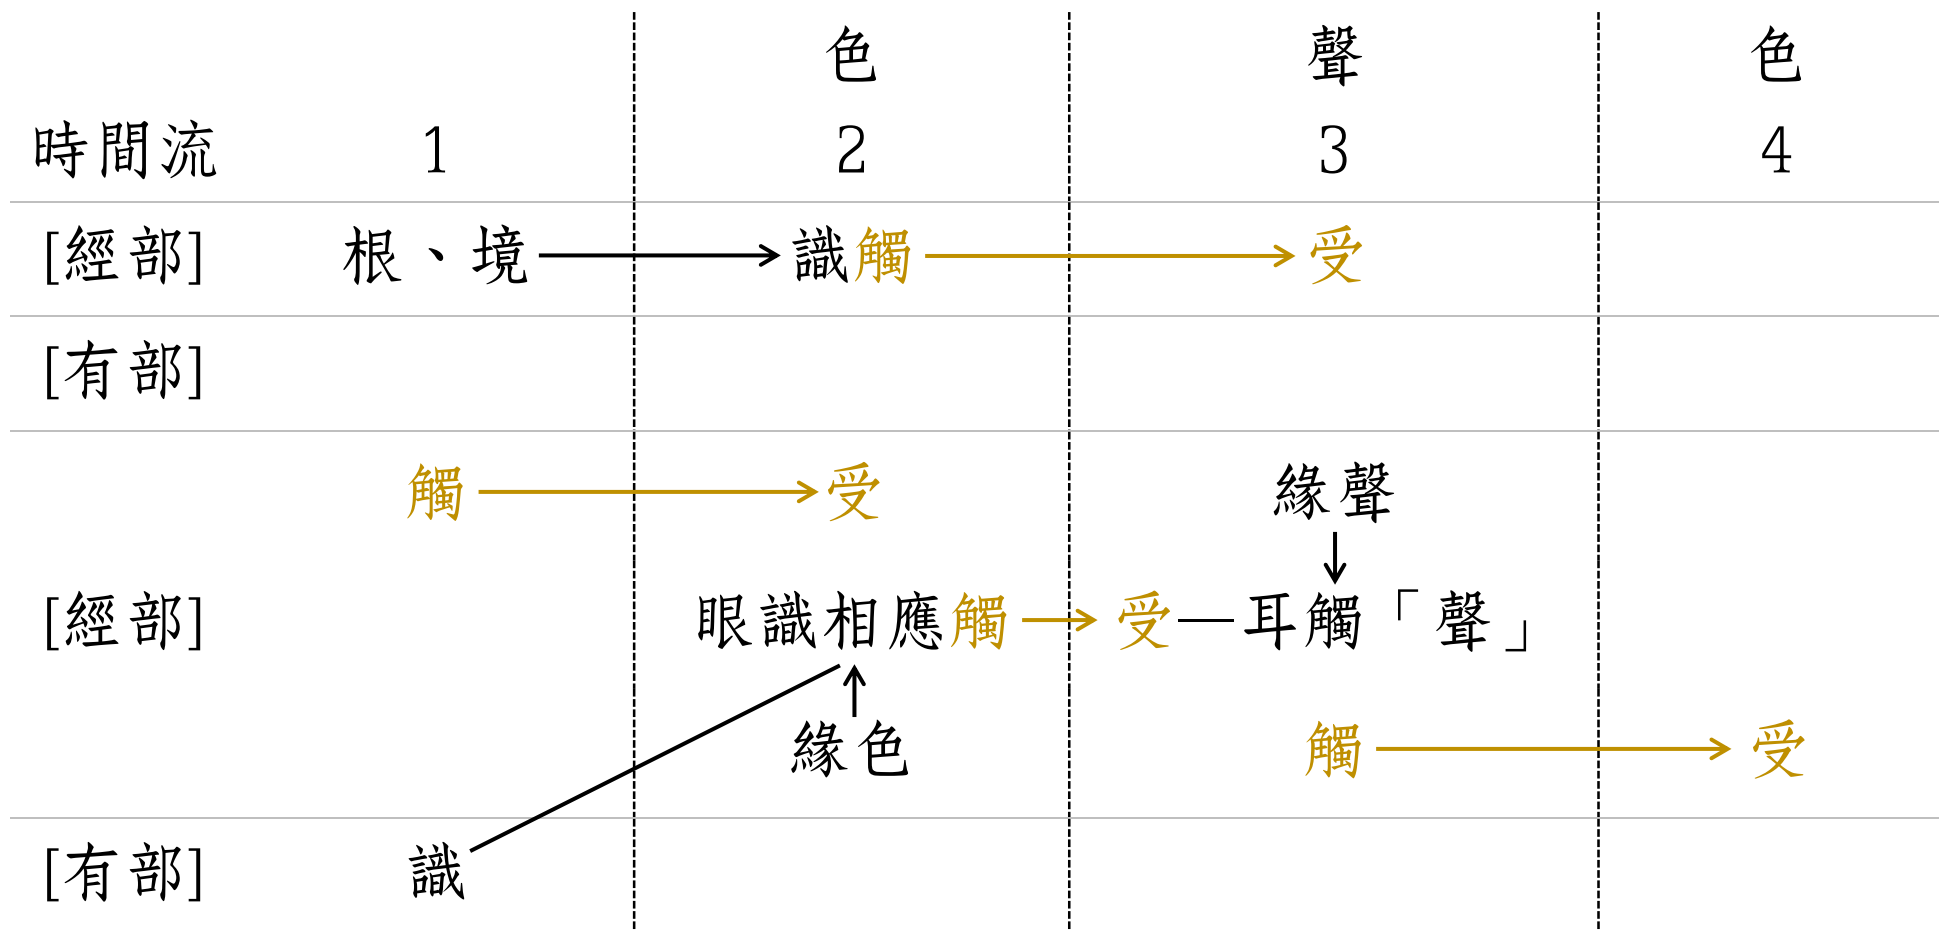 色 聲 色
時間流 1 2 3 4
[經部] 根、境 識觸 受
[有部]
觸 受 緣聲
[經部] 眼識相應觸 受 耳觸「聲」
緣色 觸 受
[有部] 識